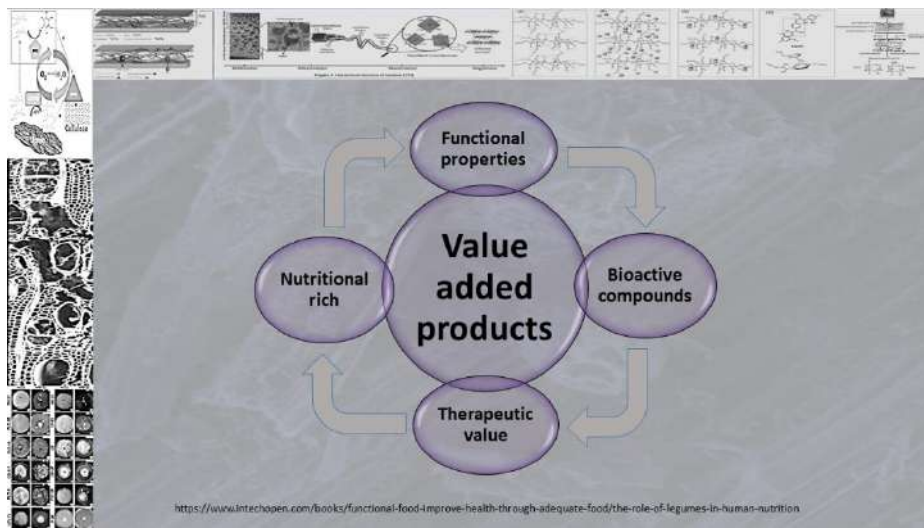 Cellulose
Functional
properties
Nutritional
rich
Value
added
products
Bioactive
compounds
Therapeutic
value
https://www.intechopen.com/books/functional-food-improve-health-through-adequate-food/the-role-of-legumes-in-human-nutrition